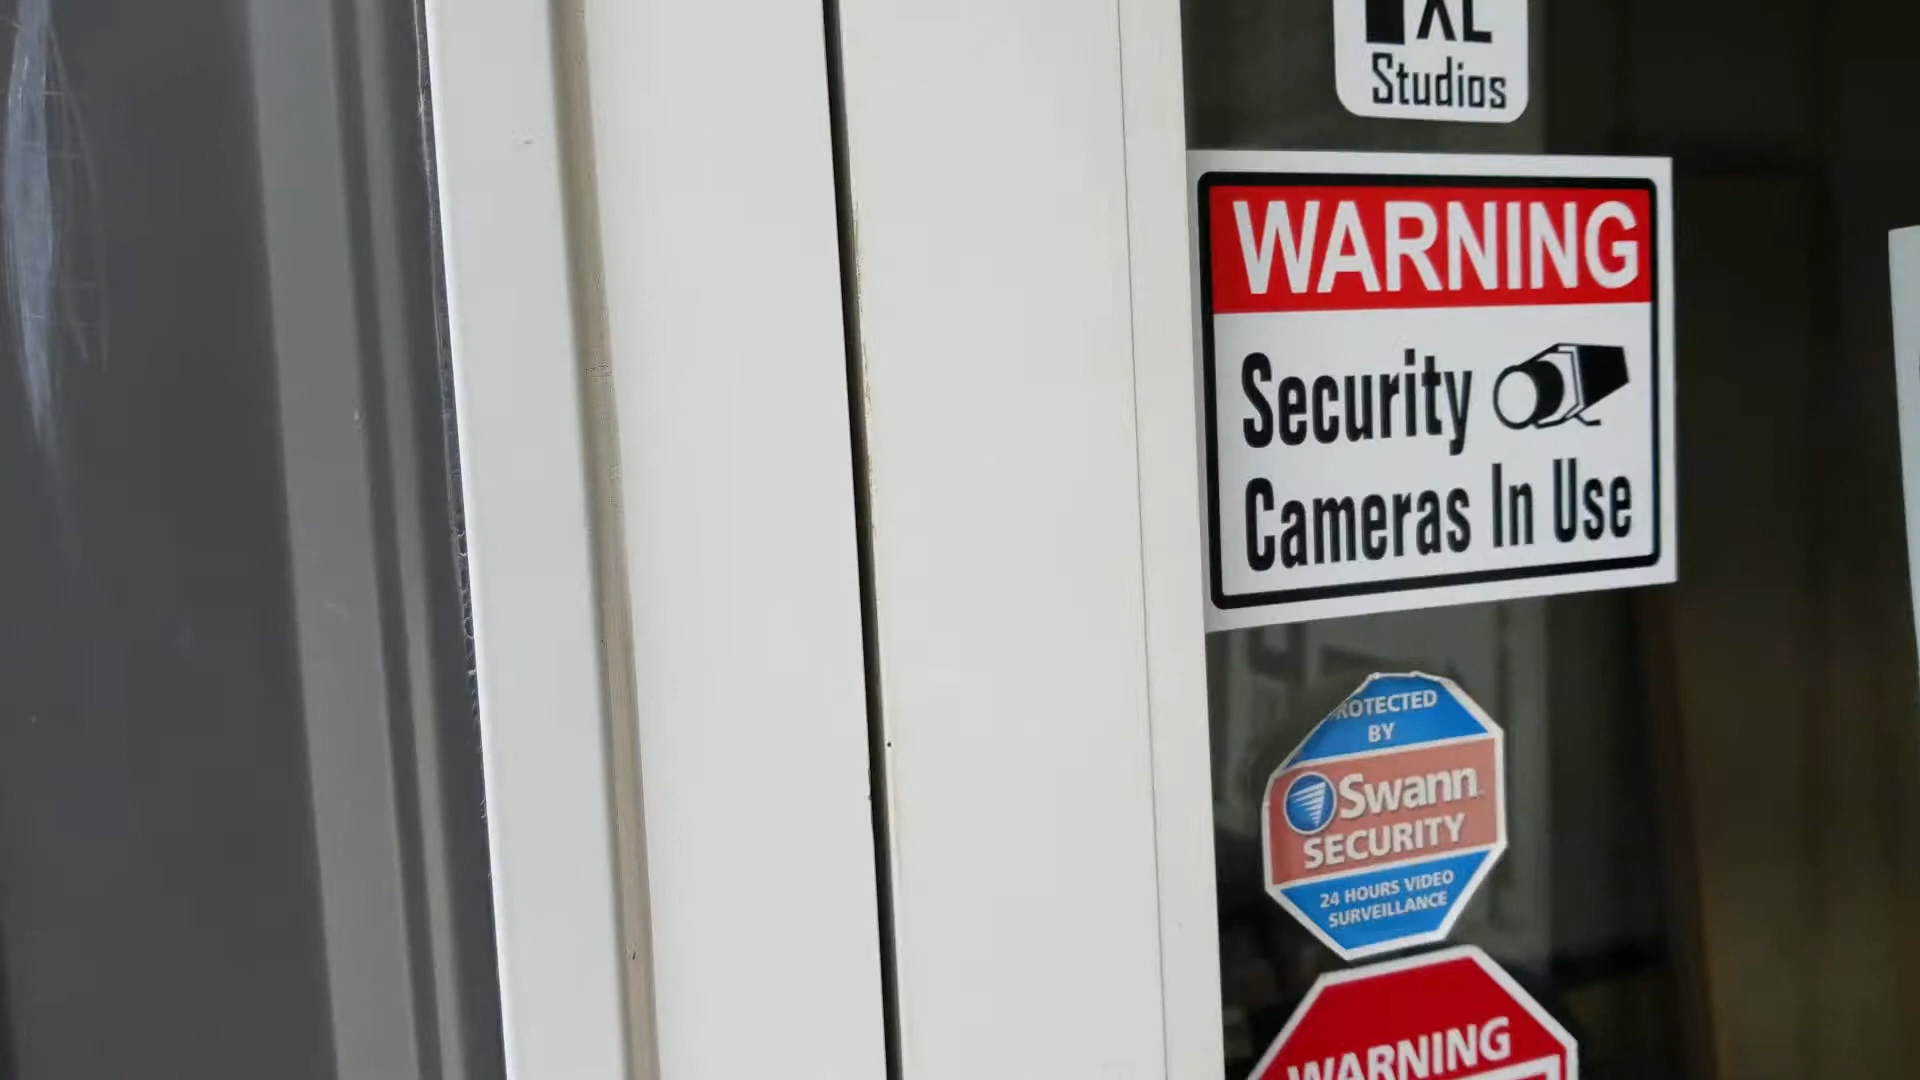 XL
Studios
WARNING
Security
Cameras In Use
ROTECTED
BY
Swann
SECURITY
24 HOURS VIDEO
SURVEILLANCE
WARNING